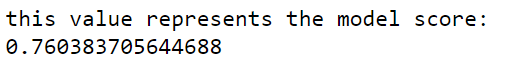 this value represents the model score:
0.760383705644688